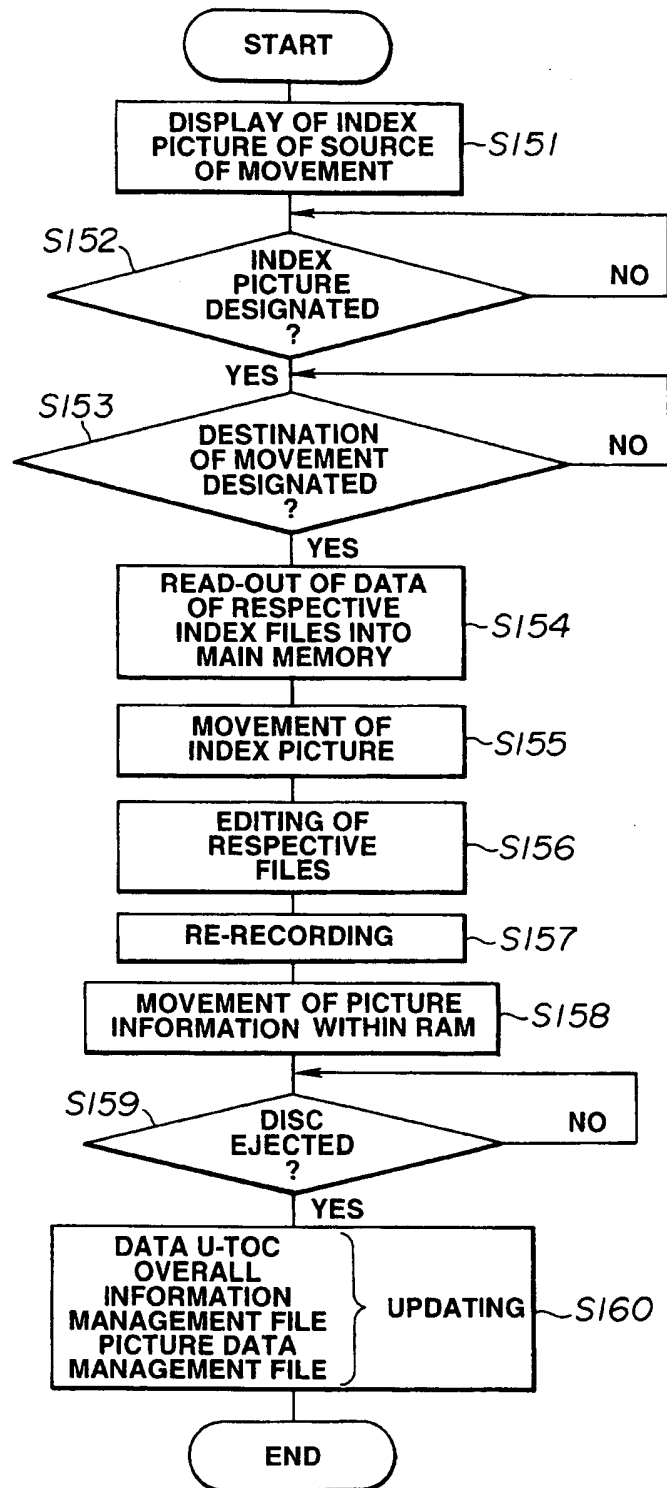 START
DISPLAY OF INDEX
PICTURE OF SOURCE
OF MOVEMENT
S151
S152
INDEX
PICTURE
DESIGNATED
?
NO
YES
S153
DESTINATION
OF MOVEMENT
DESIGNATED
?
NO
YES
READ-OUT OF DATA
OF RESPECTIVE
INDEX FILES INTO
MAIN MEMORY
S154
MOVEMENT OF
INDEX PICTURE
S155
EDITING OF
RESPECTIVE
FILES
S156
RE-RECORDING
S157
MOVEMENT OF PICTURE
INFORMATION WITHIN RAM
S158
S159
DISC
EJECTED
?
NO
YES
DATA U-TOC
OVERALL
INFORMATION
MANAGEMENT FILE
PICTURE DATA
MANAGEMENT FILE
UPDATING
S160
END